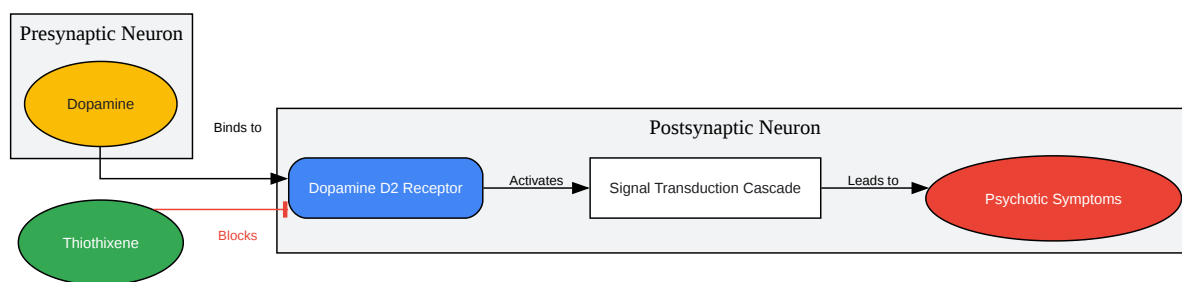 Presynaptic Neuron
Dopamine
Binds to
Postsynaptic Neuron
Dopamine D2 Receptor
Activates
Signal Transduction Cascade
Leads to
Psychotic Symptoms
Thiothixene
Blocks